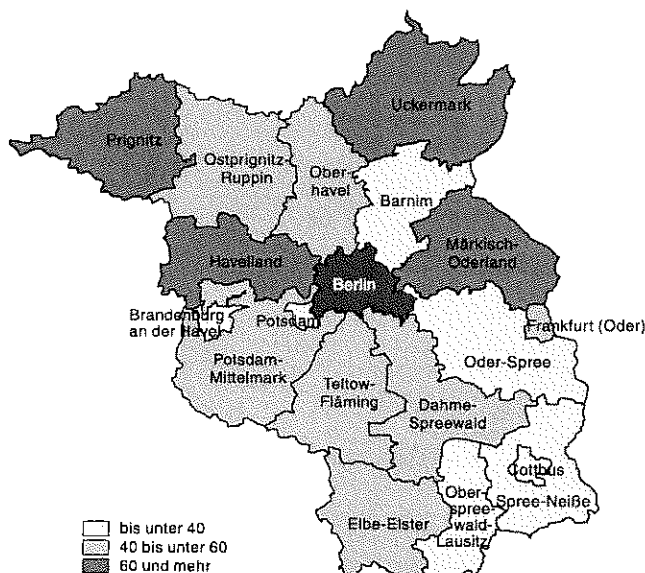 Uckermark
Prignitz
Ostprignitz-
Ruppin
Ober-
havel
Barnim
Märkisch-
Oderland
Havelland
Berlin
Brandenburg
an der Havel
Potsdam
Frankfurt (Oder)
Potsdam-
Mittelmark
Teltow-
Fläming
Oder-Spree
Dahme-
Spreewald
Cottbus
Spree-Neiße
Ober-
spree-
wald-
Lausitz
Elbe-Elster
bis unter 40
40 bis unter 60
60 und mehr